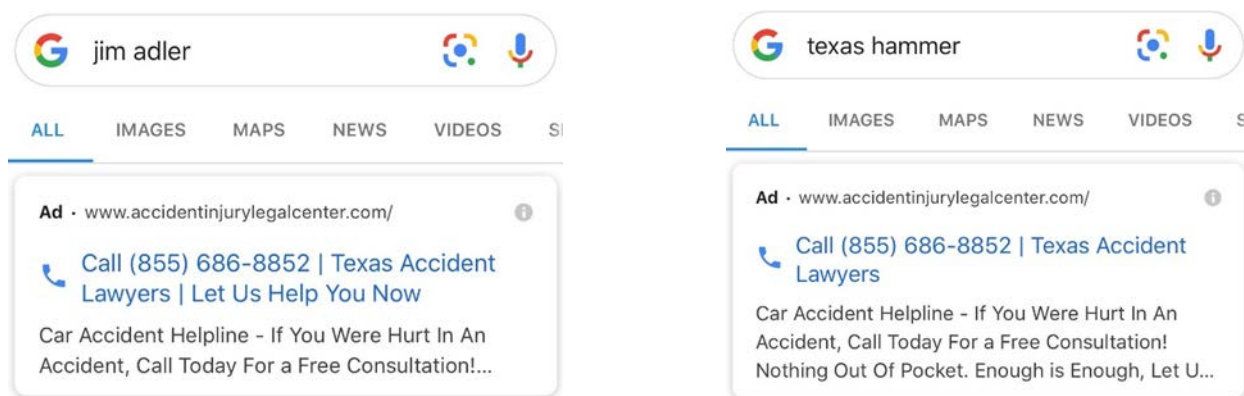 jim adler
ALL IMAGES MAPS NEWS VIDEOS
Ad · www.accidentinjurylegalcenter.com/
Call (855) 686-8852 | Texas Accident
Lawyers | Let Us Help You Now
Car Accident Helpline - If You Were Hurt In An
Accident, Call Today For a Free Consultation!...
texas hammer
ALL IMAGES MAPS NEWS VIDEOS
Ad · www.accidentinjurylegalcenter.com/
Call (855) 686-8852 | Texas Accident
Lawyers
Car Accident Helpline - If You Were Hurt In An
Accident, Call Today For a Free Consultation!
Nothing Out Of Pocket. Enough is Enough, Let U...